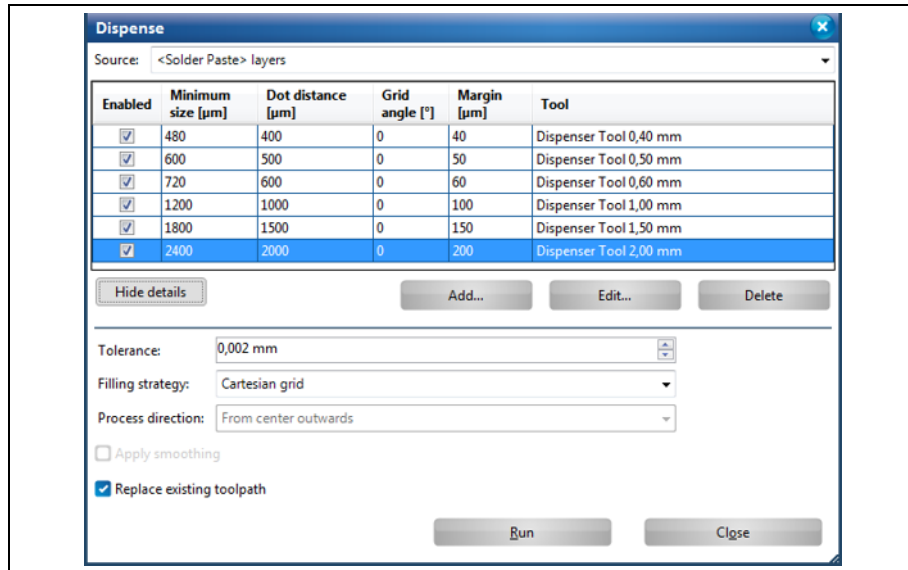 Dispense
Source: <Solder Paste> layers
Enabled Minimum size [µm] Dot distance [µm] Grid angle [°] Margin [µm] Tool
480 400 0 40 Dispenser Tool 0,40 mm
600 500 0 50 Dispenser Tool 0,50 mm
720 600 0 60 Dispenser Tool 0,60 mm
1200 1000 0 100 Dispenser Tool 1,00 mm
1800 1500 0 150 Dispenser Tool 1,50 mm
2400 2000 0 200 Dispenser Tool 2,00 mm
Hide details Add... Edit... Delete
Tolerance: 0,002 mm
Filling strategy: Cartesian grid
Process direction: From center outwards
Apply smoothing
Replace existing toolpath
Run Close